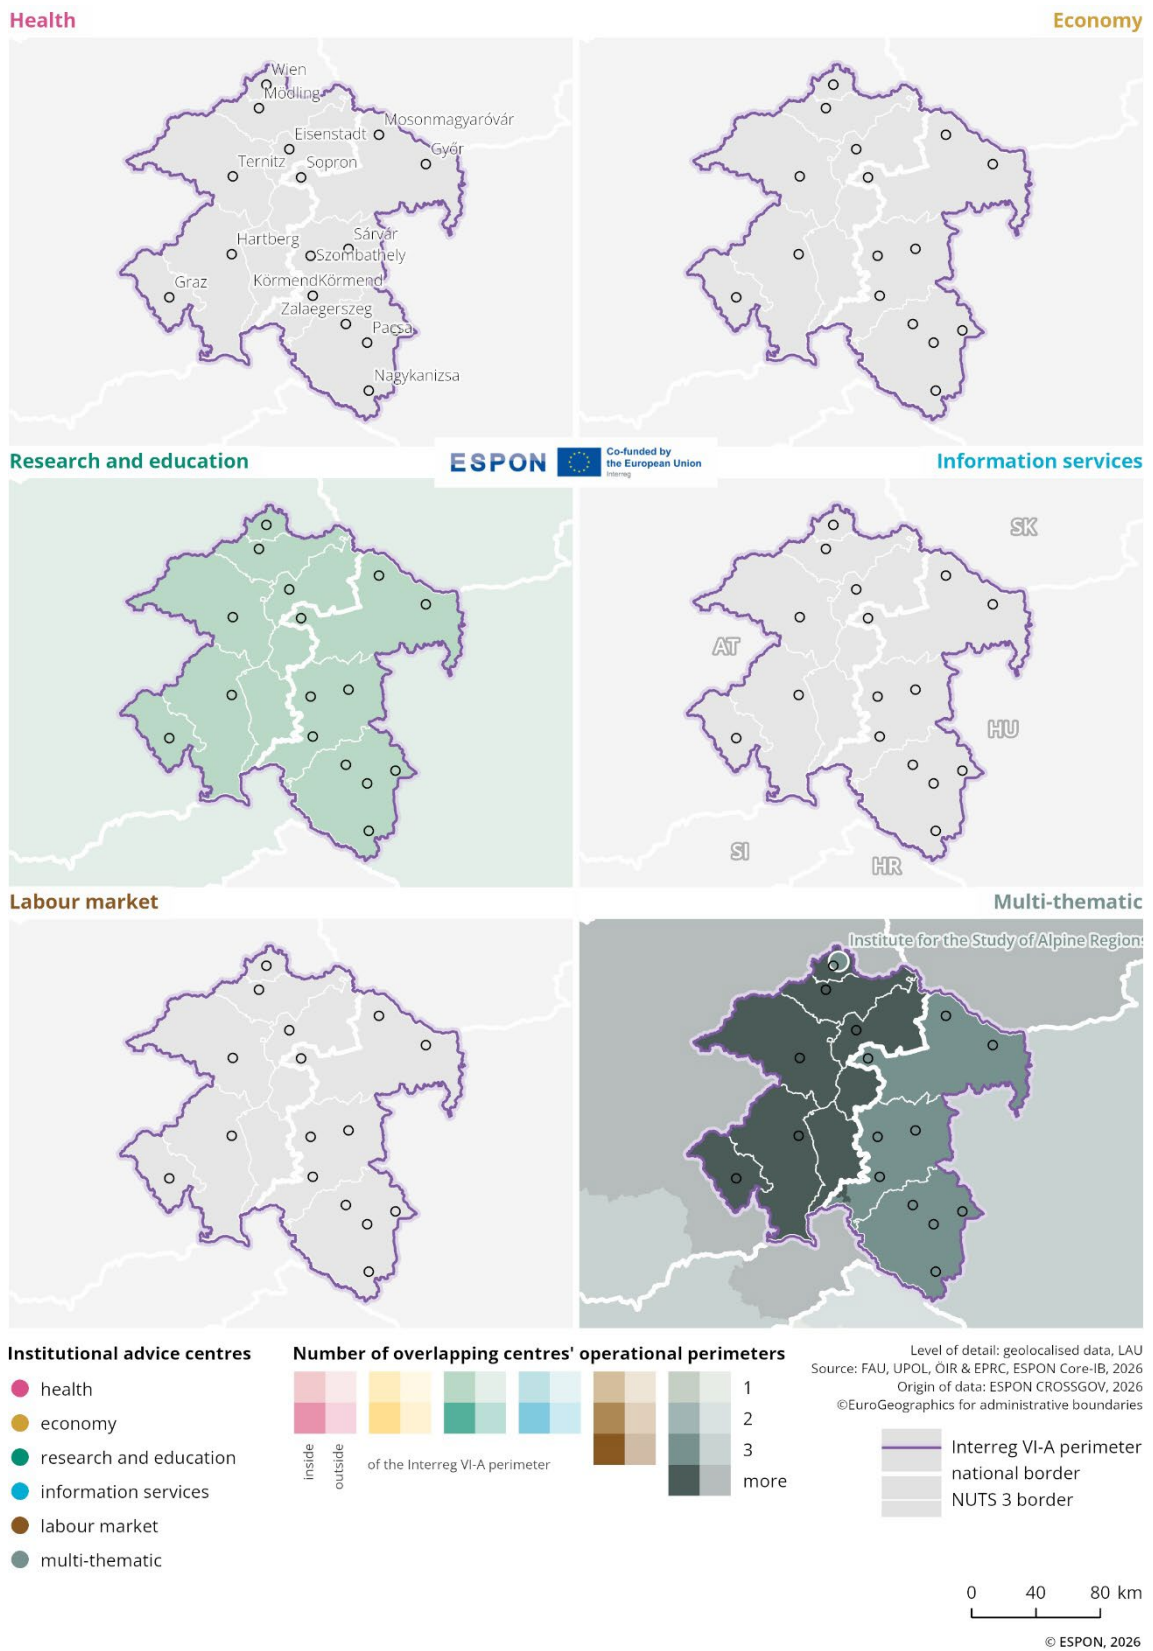 Health
Economy
Wien
Mödling
Mosonmagyaróvár
Eisenstadt
Győr
Ternitz
Sopron
Sárvár
Hartberg
Szombathely
Graz
KörmendKörmend
Zalaegerszeg
Pacsa
Nagykanizsa
Research and education
ESPON
Co-funded by
the European Union
Interreg
Information services
SK
AT
HU
SI
HR
Labour market
Multi-thematic
Institute for the Study of Alpine Regions
Institutional advice centres
health
economy
research and education
information services
labour market
multi-thematic
Number of overlapping centres' operational perimeters
1
2
3
more
inside
outside
of the Interreg VI-A perimeter
Level of detail: geolocalised data, LAU
Source: FAU, UPOL, ÖIR & EPRC, ESPON Core-IB, 2026
Origin of data: ESPON CROSSGOV, 2026
©EuroGeographics for administrative boundaries
Interreg VI-A perimeter
national border
NUTS 3 border
0 40 80 km
© ESPON, 2026